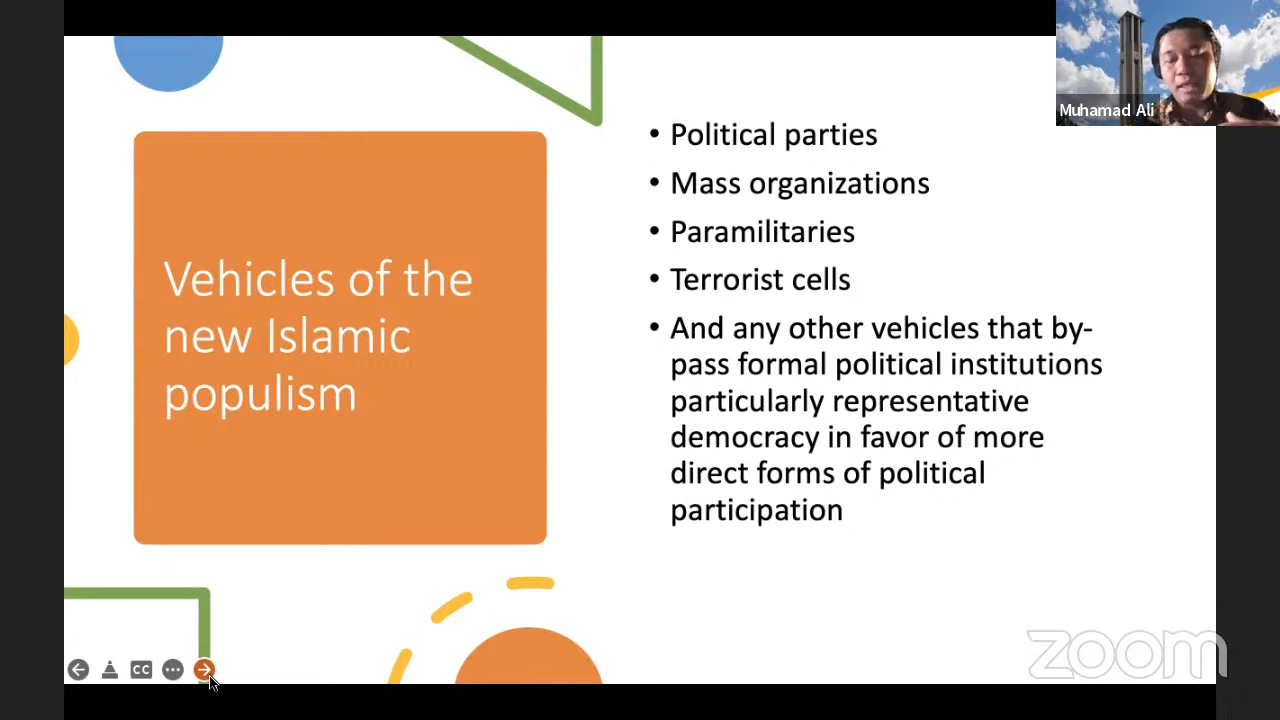 Muhamad Ali
Vehicles of the
new Islamic
populism
• Political parties
• Mass organizations
• Paramilitaries
• Terrorist cells
• And any other vehicles that by-
pass formal political institutions
particularly representative
democracy in favor of more
direct forms of political
participation
CC
zoom